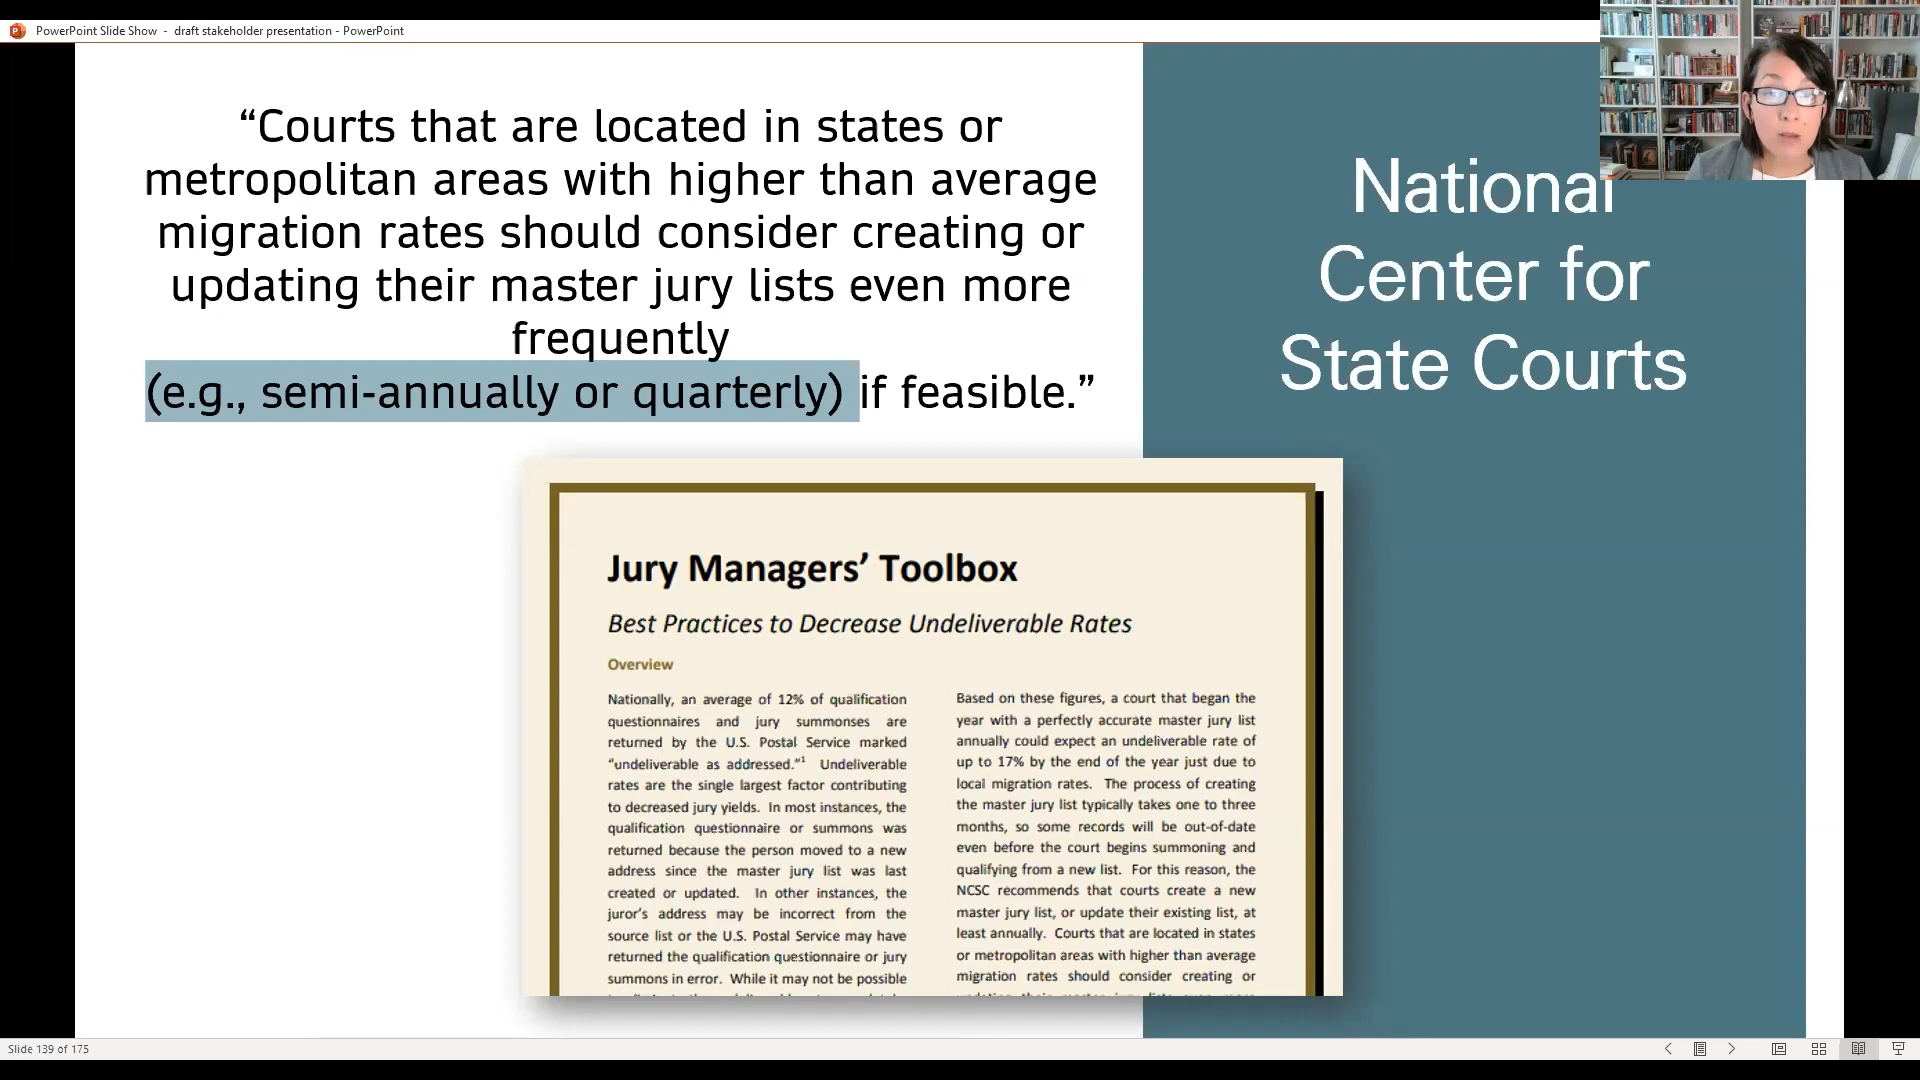 PowerPoint Slide Show - draft stakeholder presentation - PowerPoint
“Courts that are located in states or
metropolitan areas with higher than average
migration rates should consider creating or
updating their master jury lists even more
frequently
(e.g., semi-annually or quarterly) if feasible.”
National
Center for
State Courts
Jury Managers’ Toolbox
Best Practices to Decrease Undeliverable Rates
Overview
Nationally, an average of 12% of qualification
questionnaires and jury summonses are
returned by the U.S. Postal Service marked
“undeliverable as addressed.”1 Undeliverable
rates are the single largest factor contributing
to decreased jury yields. In most instances, the
qualification questionnaire or summons was
returned because the person moved to a new
address since the master jury list was last
created or updated. In other instances, the
juror’s address may be incorrect from the
source list or the U.S. Postal Service may have
returned the qualification questionnaire or jury
summons in error. While it may not be possible
Based on these figures, a court that began the
year with a perfectly accurate master jury list
annually could expect an undeliverable rate of
up to 17% by the end of the year just due to
local migration rates. The process of creating
the master jury list typically takes one to three
months, so some records will be out-of-date
even before the court begins summoning and
qualifying from a new list. For this reason, the
NCSC recommends that courts create a new
master jury list, or update their existing list, at
least annually. Courts that are located in states
or metropolitan areas with higher than average
migration rates should consider creating or
Slide 139 of 175